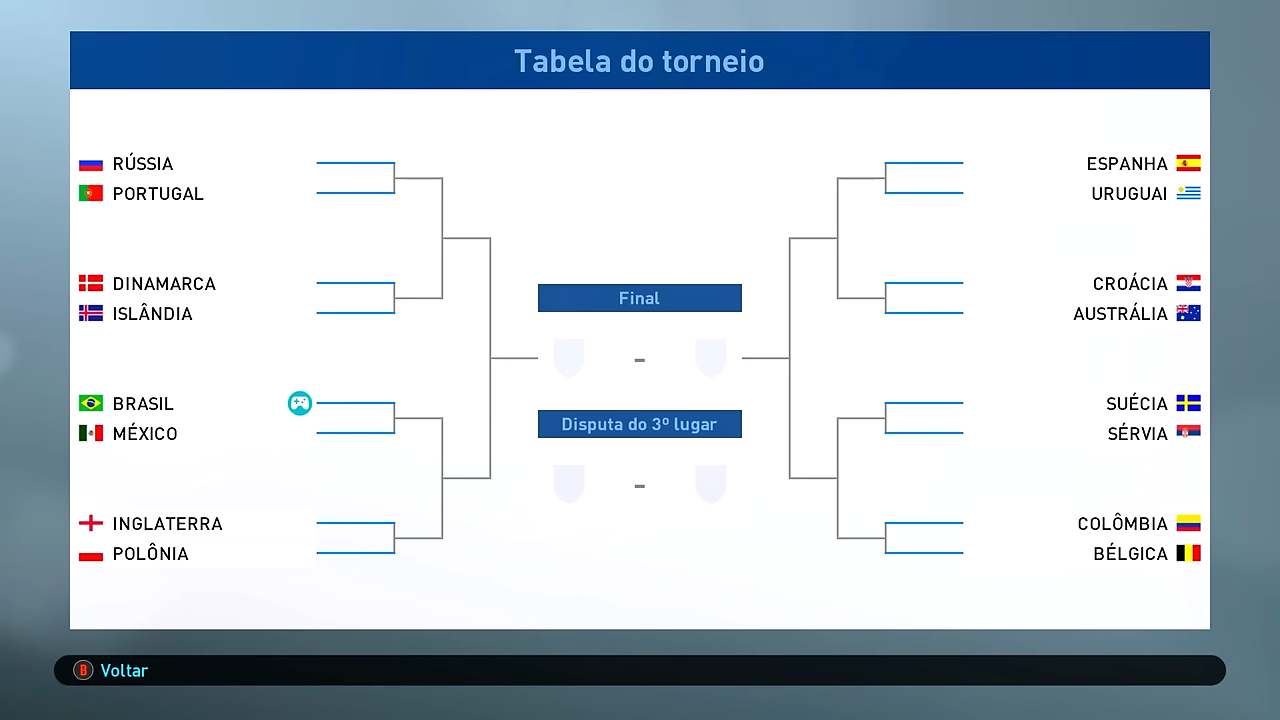 Tabela do torneio
RÚSSIA
PORTUGAL
DINAMARCA
ISLÂNDIA
BRASIL
MÉXICO
INGLATERRA
POLÔNIA
Final
-
Disputa do 3º lugar
-
ESPANHA
URUGUAI
CROÁCIA
AUSTRÁLIA
SUÉCIA
SÉRVIA
COLÔMBIA
BÉLGICA
B Voltar